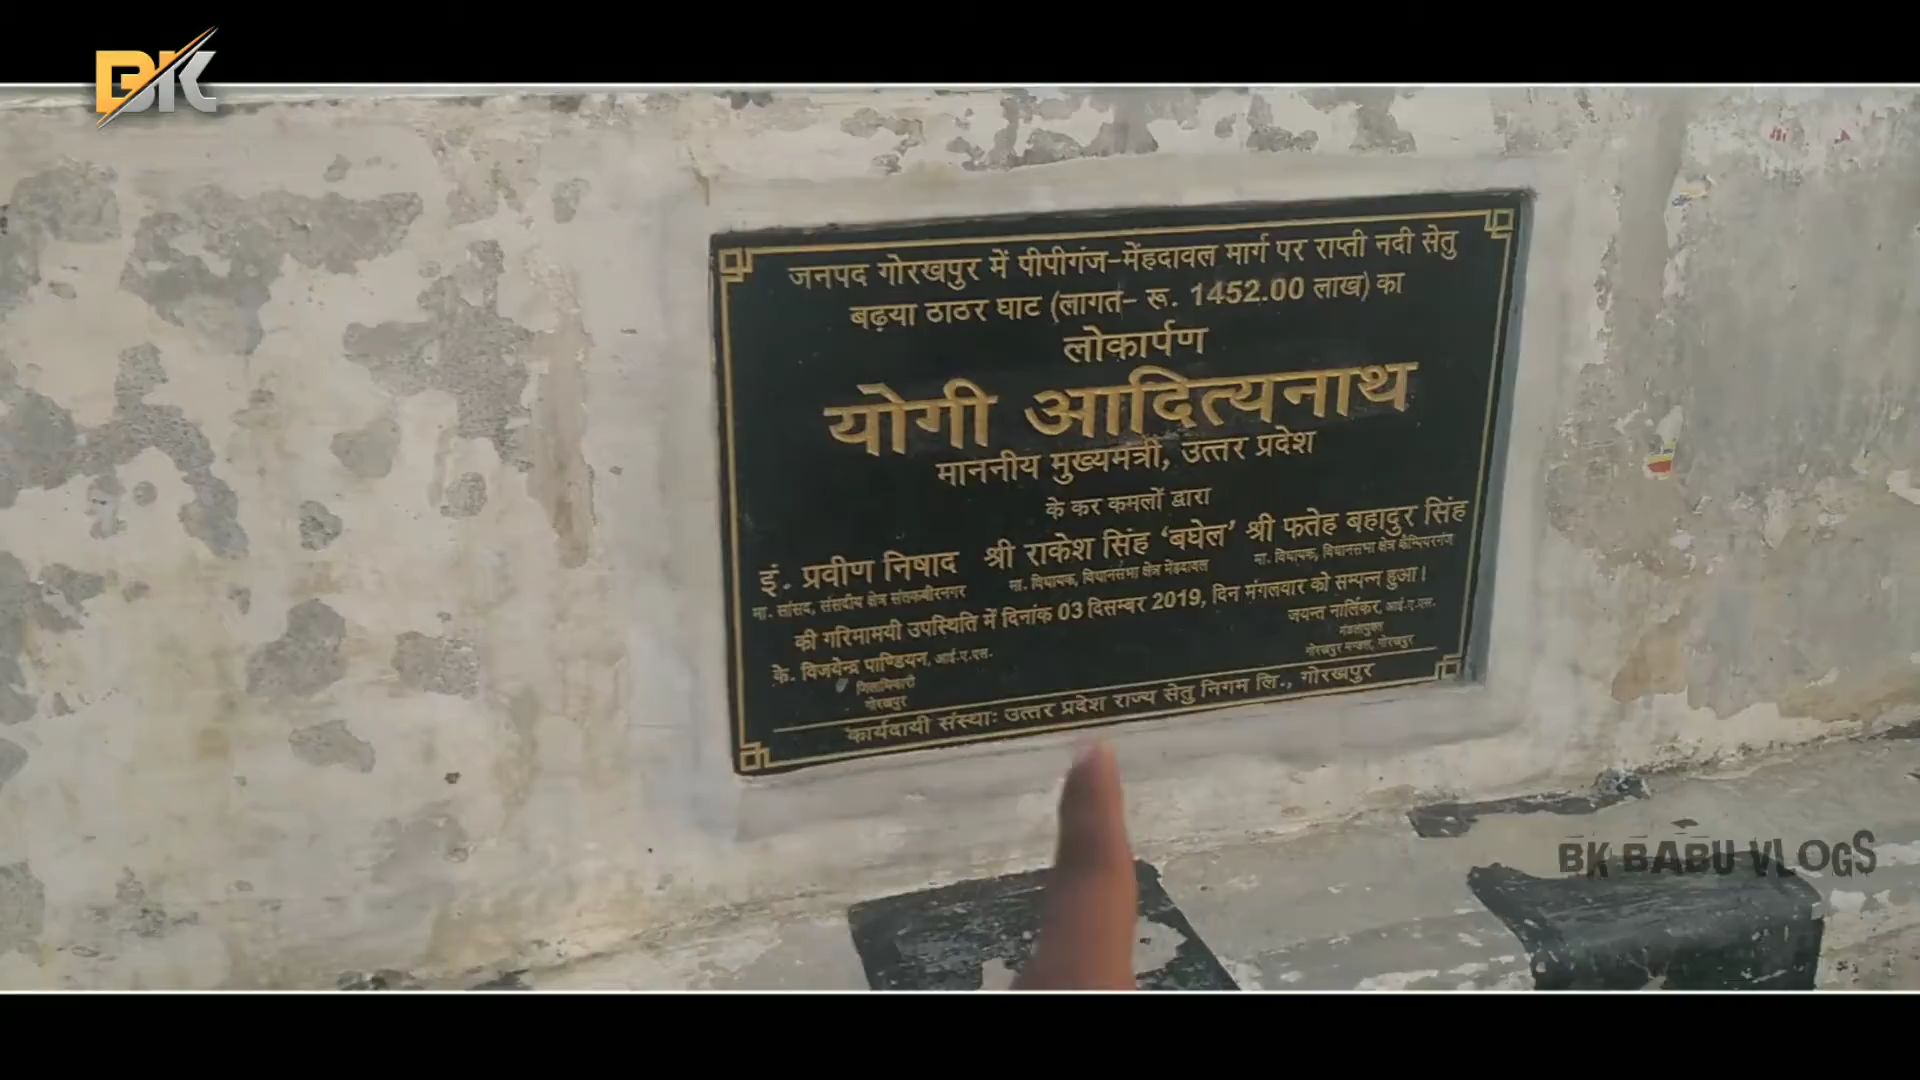 BK
जनपद गोरखपुर में पीपीगंज-मेंहदावल मार्ग पर राप्ती नदी सेतु
बढ़या ठाठर घाट (लागत- रू. 1452.00 लाख) का
लोकार्पण
योगी आदित्यनाथ
माननीय मुख्यमंत्री, उत्तर प्रदेश
के कर कमलों द्वारा
इं. प्रवीण निषाद श्री राकेश सिंह ‘बघेल’ श्री फतेह बहादुर सिंह
मा. सांसद, संसदीय क्षेत्र संतकबीरनगर मा. विधायक, विधानसभा क्षेत्र मेंहदावल मा. विधायक, विधानसभा क्षेत्र कैम्पियरगंज
की गरिमामयी उपस्थिति में दिनांक 03 दिसम्बर 2019, दिन मंगलवार को सम्पन्न हुआ।
के. विजयेन्द्र पाण्डियन, आई.ए.एस. जयन्त नार्लिकर, आई.ए.एस.
जिलाधिकारी मंडलायुक्त
गोरखपुर गोरखपुर मण्डल, गोरखपुर
कार्यदायी संस्थाः उत्तर प्रदेश राज्य सेतु निगम लि., गोरखपुर
BK BABU VLOGS